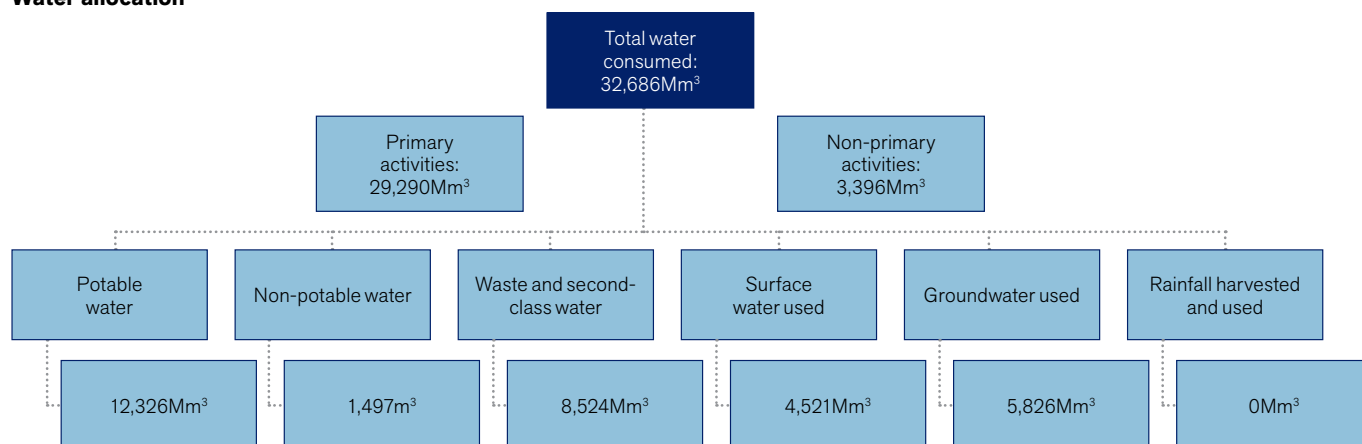 Water allocation
Total water
consumed:
32,686Mm³
Primary
activities:
29,290Mm³
Non-primary
activities:
3,396Mm³
Potable
water
Non-potable water
Waste and second-
class water
Surface
water used
Groundwater used
Rainfall harvested
and used
12,326Mm³
1,497m³
8,524Mm³
4,521Mm³
5,826Mm³
0Mm³